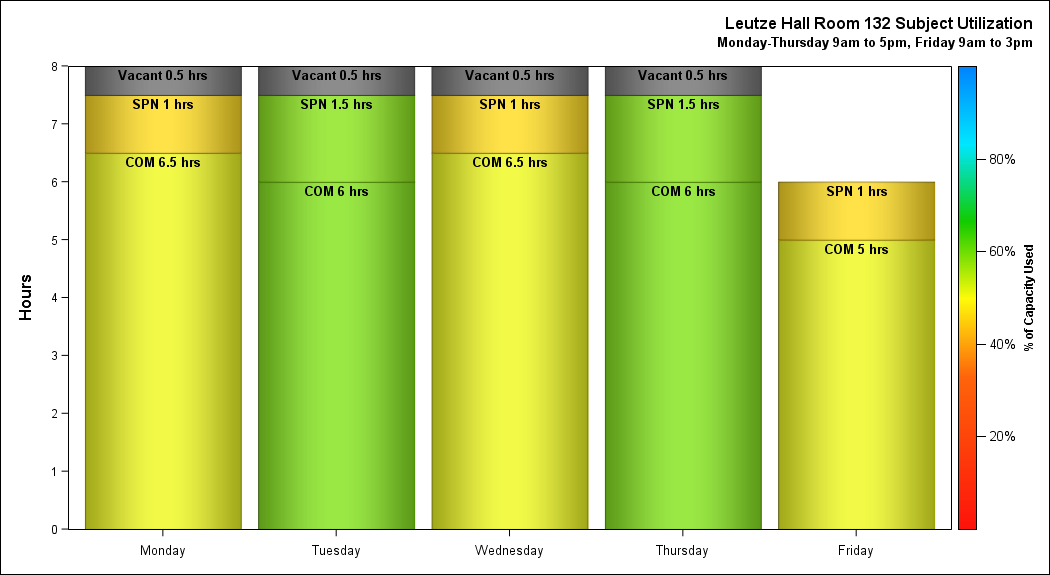 Leutze Hall Room 132 Subject Utilization
Monday-Thursday 9am to 5pm, Friday 9am to 3pm
Hours
8
7
6
5
4
3
2
1
0
Vacant 0.5 hrs
SPN 1 hrs
COM 6.5 hrs
Vacant 0.5 hrs
SPN 1.5 hrs
COM 6 hrs
Vacant 0.5 hrs
SPN 1 hrs
COM 6.5 hrs
Vacant 0.5 hrs
SPN 1.5 hrs
COM 6 hrs
SPN 1 hrs
COM 5 hrs
Monday
Tuesday
Wednesday
Thursday
Friday
80%
60%
40%
20%
% of Capacity Used